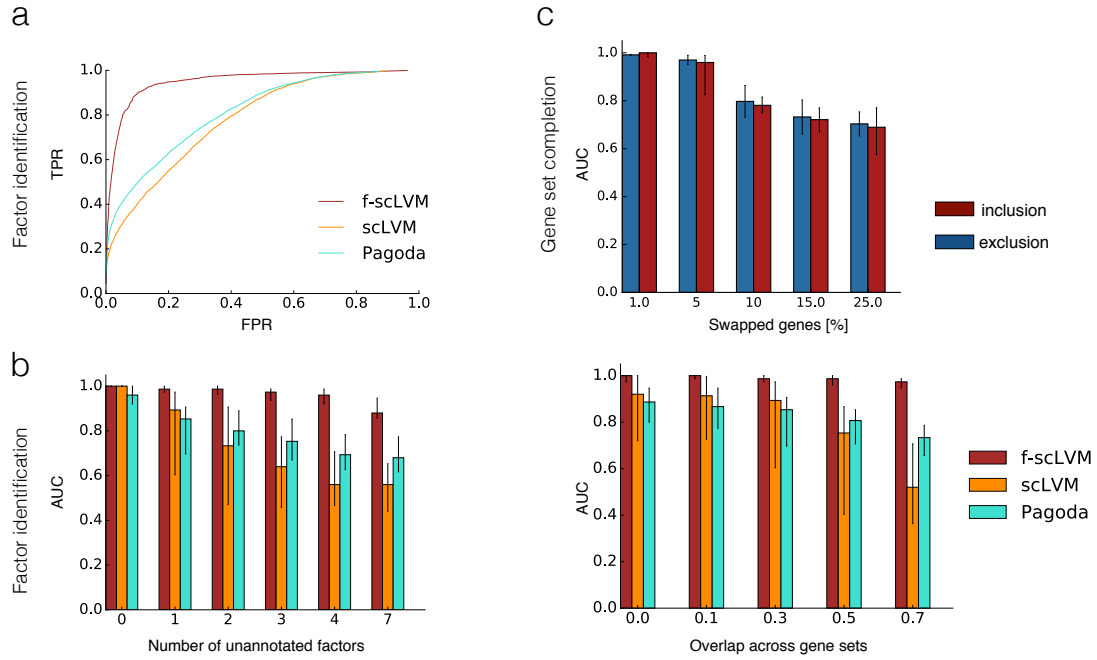 a
Factor identification
TPR
1.0
0.8
0.6
0.4
0.2
0.0
0.0 0.2 0.4 0.6 0.8 1.0
FPR
f-scLVM
scLVM
Pagoda
c
Gene set completion
AUC
1.0
0.8
0.6
0.4
0.2
0.0
1.0 5 10 15.0 25.0
Swapped genes [%]
inclusion
exclusion
b
Factor identification
AUC
1.0
0.8
0.6
0.4
0.2
0.0
0 1 2 3 4 7
Number of unannotated factors
AUC
1.0
0.8
0.6
0.4
0.2
0.0
0.0 0.1 0.3 0.5 0.7
Overlap across gene sets
f-scLVM
scLVM
Pagoda